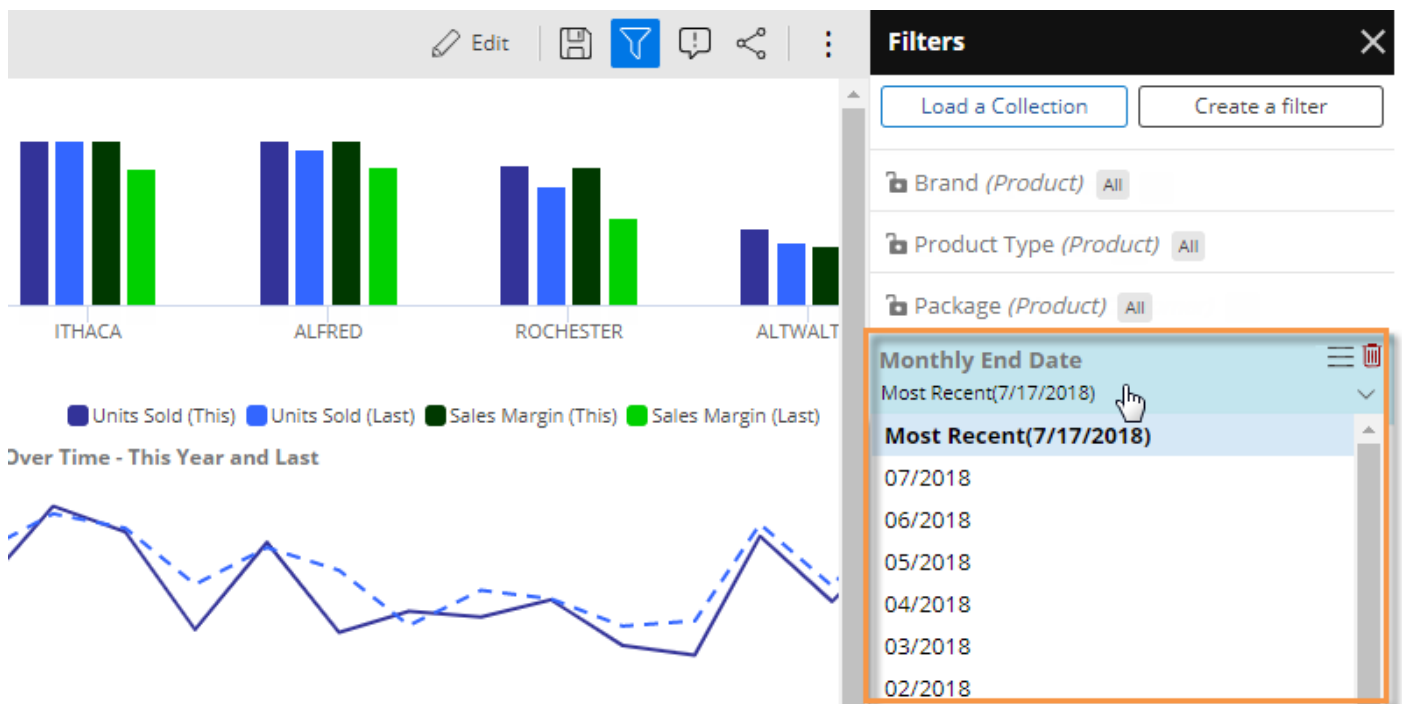 Edit
Filters
Load a Collection
Create a filter
Brand (Product) All
Product Type (Product) All
Package (Product) All
Monthly End Date
Most Recent(7/17/2018)
Most Recent(7/17/2018)
07/2018
06/2018
05/2018
04/2018
03/2018
02/2018
ITHACA ALFRED ROCHESTER ALTWALT
Units Sold (This) Units Sold (Last) Sales Margin (This) Sales Margin (Last)
Over Time - This Year and Last